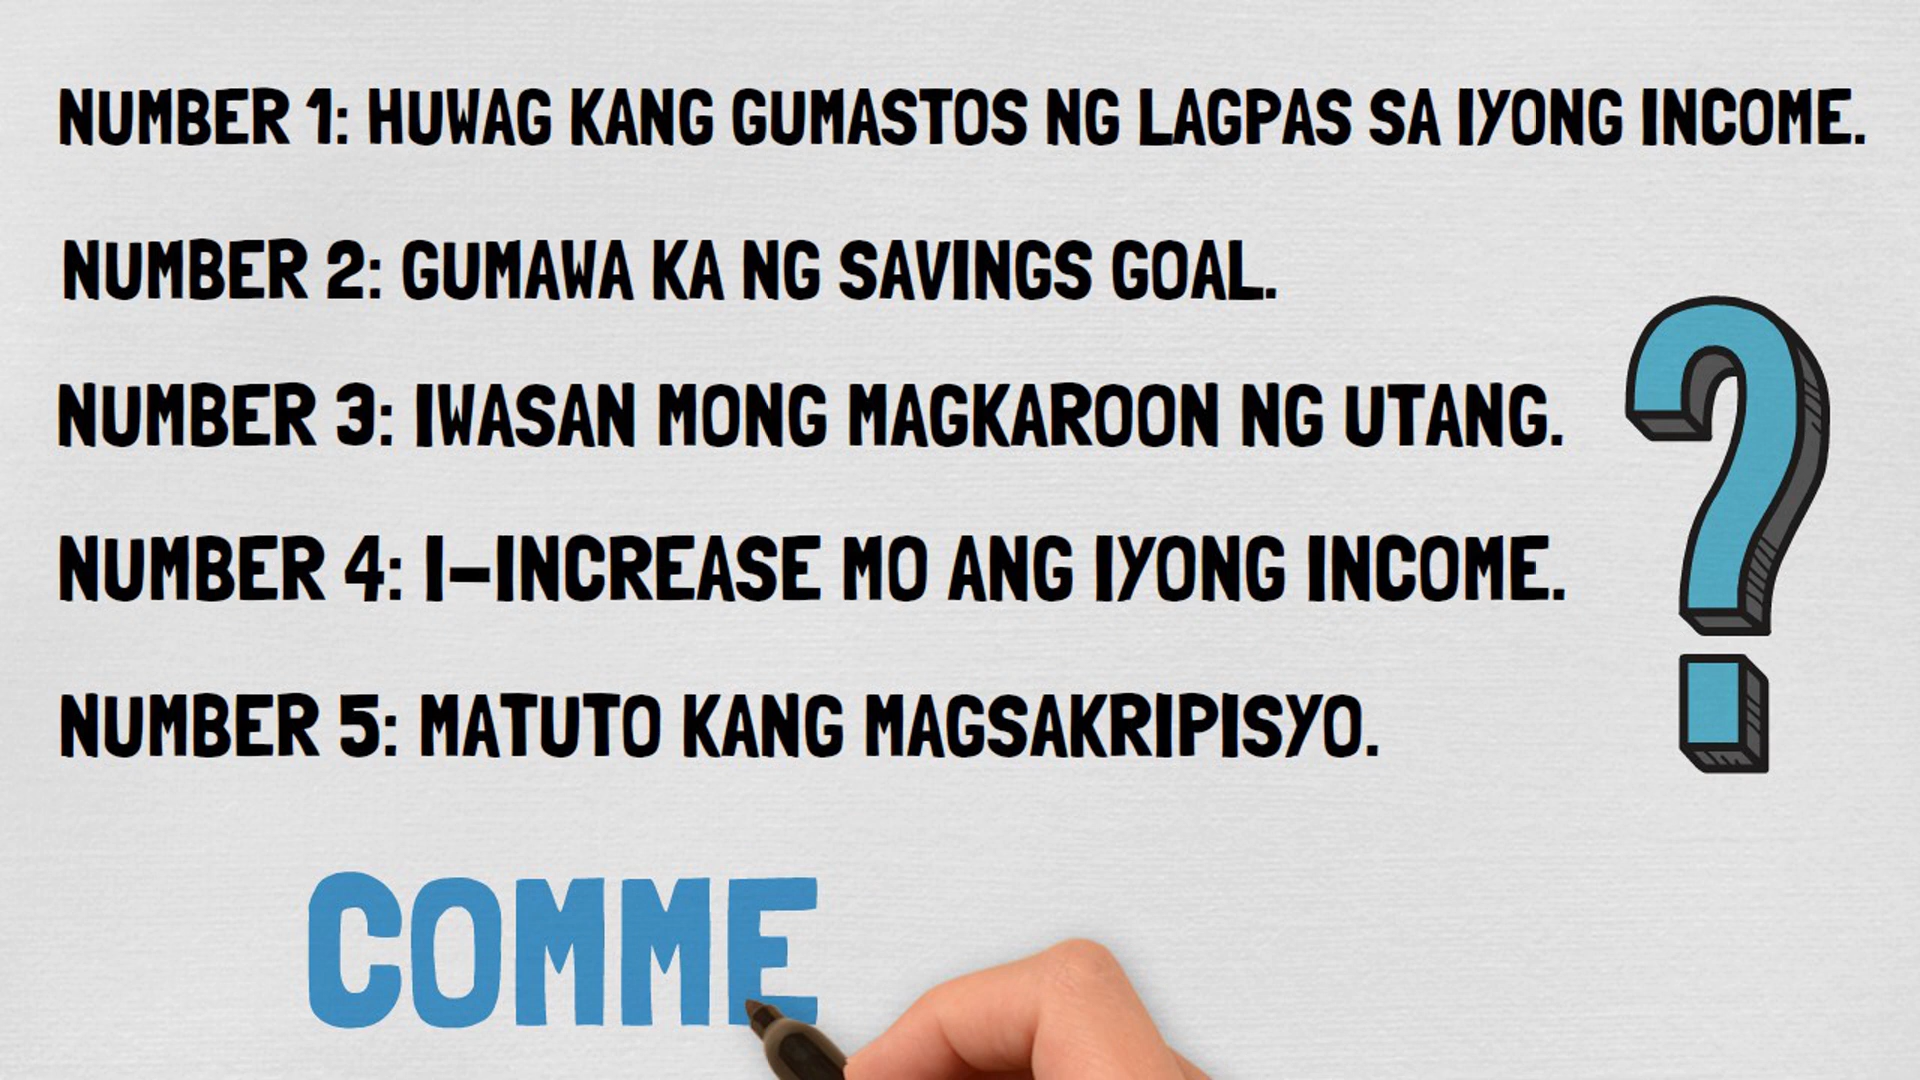 NUMBER 1: HUWAG KANG GUMASTOS NG LAGPAS SA IYONG INCOME.
NUMBER 2: GUMAWA KA NG SAVINGS GOAL.
NUMBER 3: IWASAN MONG MAGKAROON NG UTANG.
NUMBER 4: I-INCREASE MO ANG IYONG INCOME.
NUMBER 5: MATUTO KANG MAGSAKRIPISYO.
?
COMME